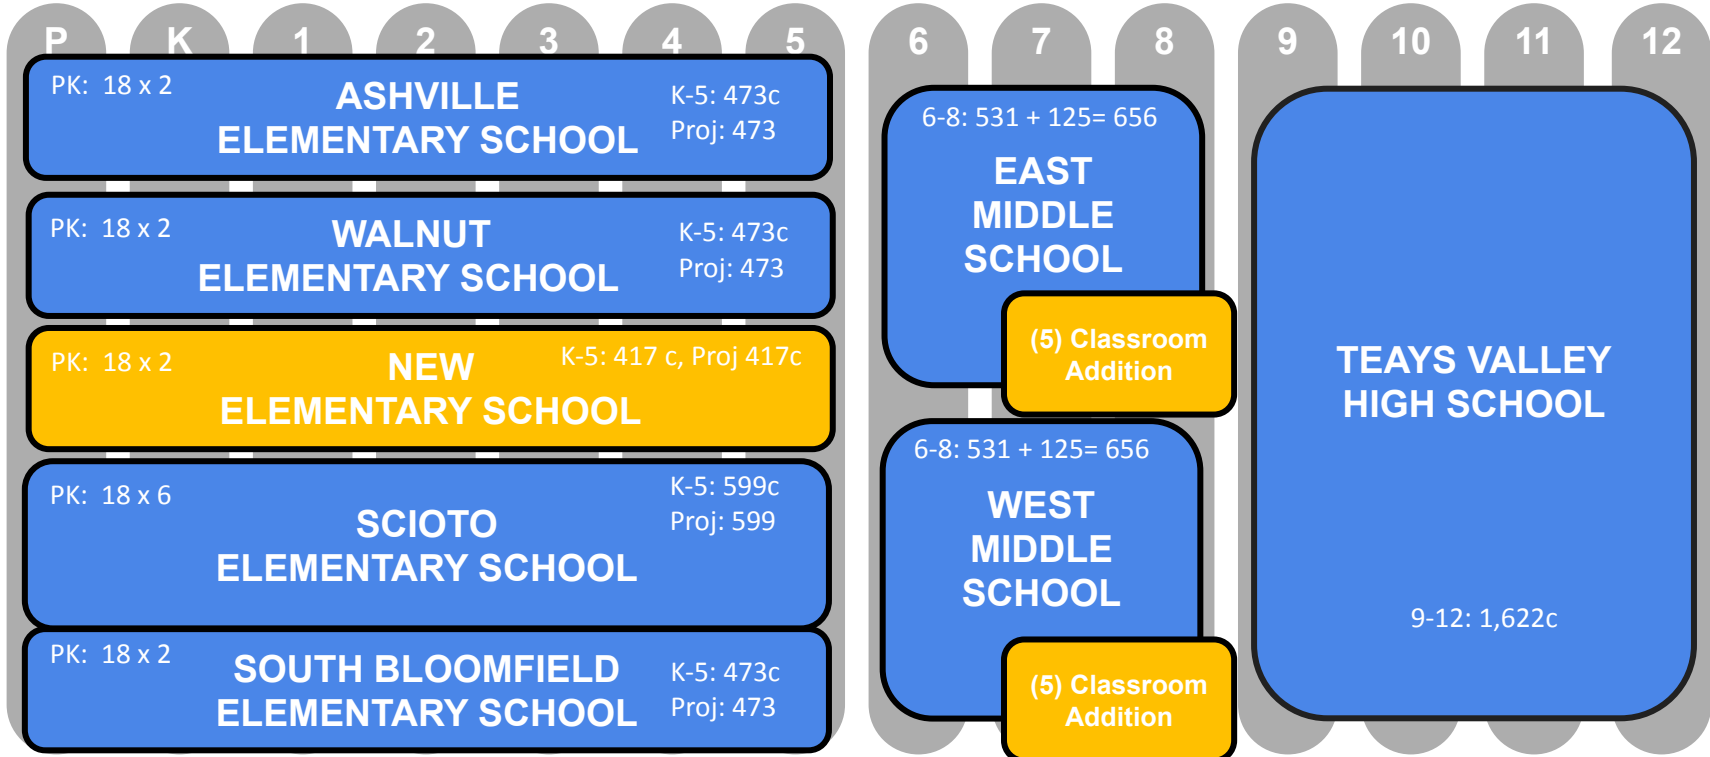 P K 1 2 3 4 5 6 7 8 9 10 11 12
PK: 18 x 2
ASHVILLE
ELEMENTARY SCHOOL
K-5: 473c
Proj: 473
PK: 18 x 2
WALNUT
ELEMENTARY SCHOOL
K-5: 473c
Proj: 473
PK: 18 x 2
NEW
ELEMENTARY SCHOOL
K-5: 417 c, Proj 417c
PK: 18 x 6
SCIOTO
ELEMENTARY SCHOOL
K-5: 599c
Proj: 599
PK: 18 x 2
SOUTH BLOOMFIELD
ELEMENTARY SCHOOL
K-5: 473c
Proj: 473
6-8: 531 + 125= 656
EAST
MIDDLE
SCHOOL
(5) Classroom
Addition
6-8: 531 + 125= 656
WEST
MIDDLE
SCHOOL
(5) Classroom
Addition
TEAYS VALLEY
HIGH SCHOOL
9-12: 1,622c